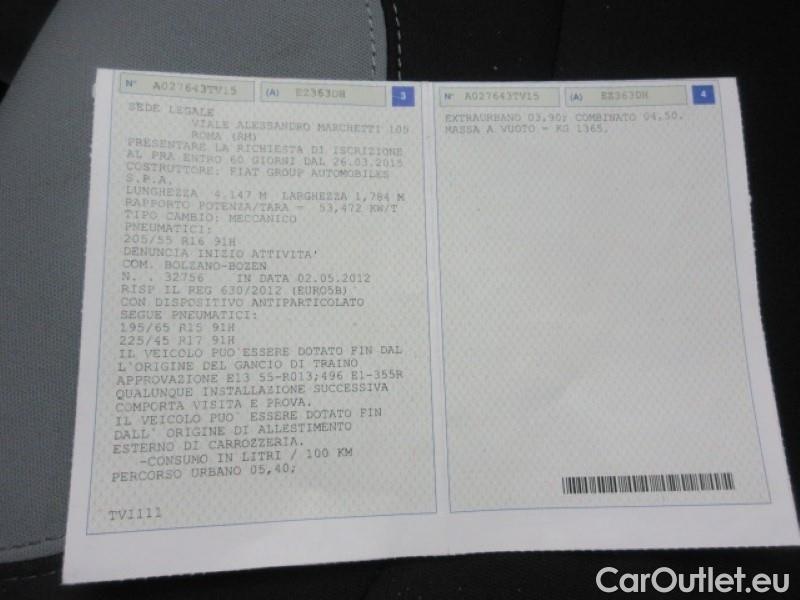 N° A027643TV15 (A) EZ363DH 3
SEDE LEGALE
VIALE ALESSANDRO MARCHETTI 105
ROMA (RM)
PRESENTARE LA RICHIESTA DI ISCRIZIONE
AL PRA ENTRO 60 GIORNI DAL 26.03.2015
COSTRUTTORE: FIAT GROUP AUTOMOBILES
S.P.A.
LUNGHEZZA 4,147 M LARGHEZZA 1,784 M
RAPPORTO POTENZA/TARA = 53,472 KW/T
TIPO CAMBIO: MECCANICO
PNEUMATICI:
205/55 R16 91H
DENUNCIA INIZIO ATTIVITA'
COM. BOLZANO-BOZEN
N. . 32756 IN DATA 02.05.2012
RISP IL REG 630/2012 (EURO5B)
CON DISPOSITIVO ANTIPARTICOLATO
SEGUE PNEUMATICI:
195/65 R15 91H
225/45 R17 91H
IL VEICOLO PUO'ESSERE DOTATO FIN DAL
L'ORIGINE DEL GANCIO DI TRAINO
APPROVAZIONE E13 55-R013;496 E1-355R
QUALUNQUE INSTALLAZIONE SUCCESSIVA
COMPORTA VISITA E PROVA.
IL VEICOLO PUO' ESSERE DOTATO FIN
DALL' ORIGINE DI ALLESTIMENTO
ESTERNO DI CARROZZERIA.
-CONSUMO IN LITRI / 100 KM
PERCORSO URBANO 05,40;
TV1111
N° A027643TV15 (A) EZ363DH 4
EXTRAURBANO 03,90; COMBINATO 04,50.
MASSA A VUOTO - KG 1365.
CarOutlet.eu